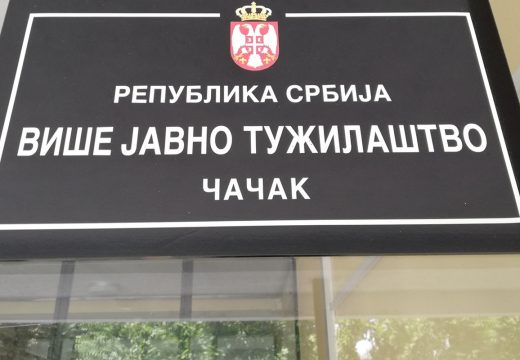 РЕПУБЛИКА СРБИЈА
ВИШЕ ЈАВНО ТУЖИЛАШТВО
ЧАЧАК